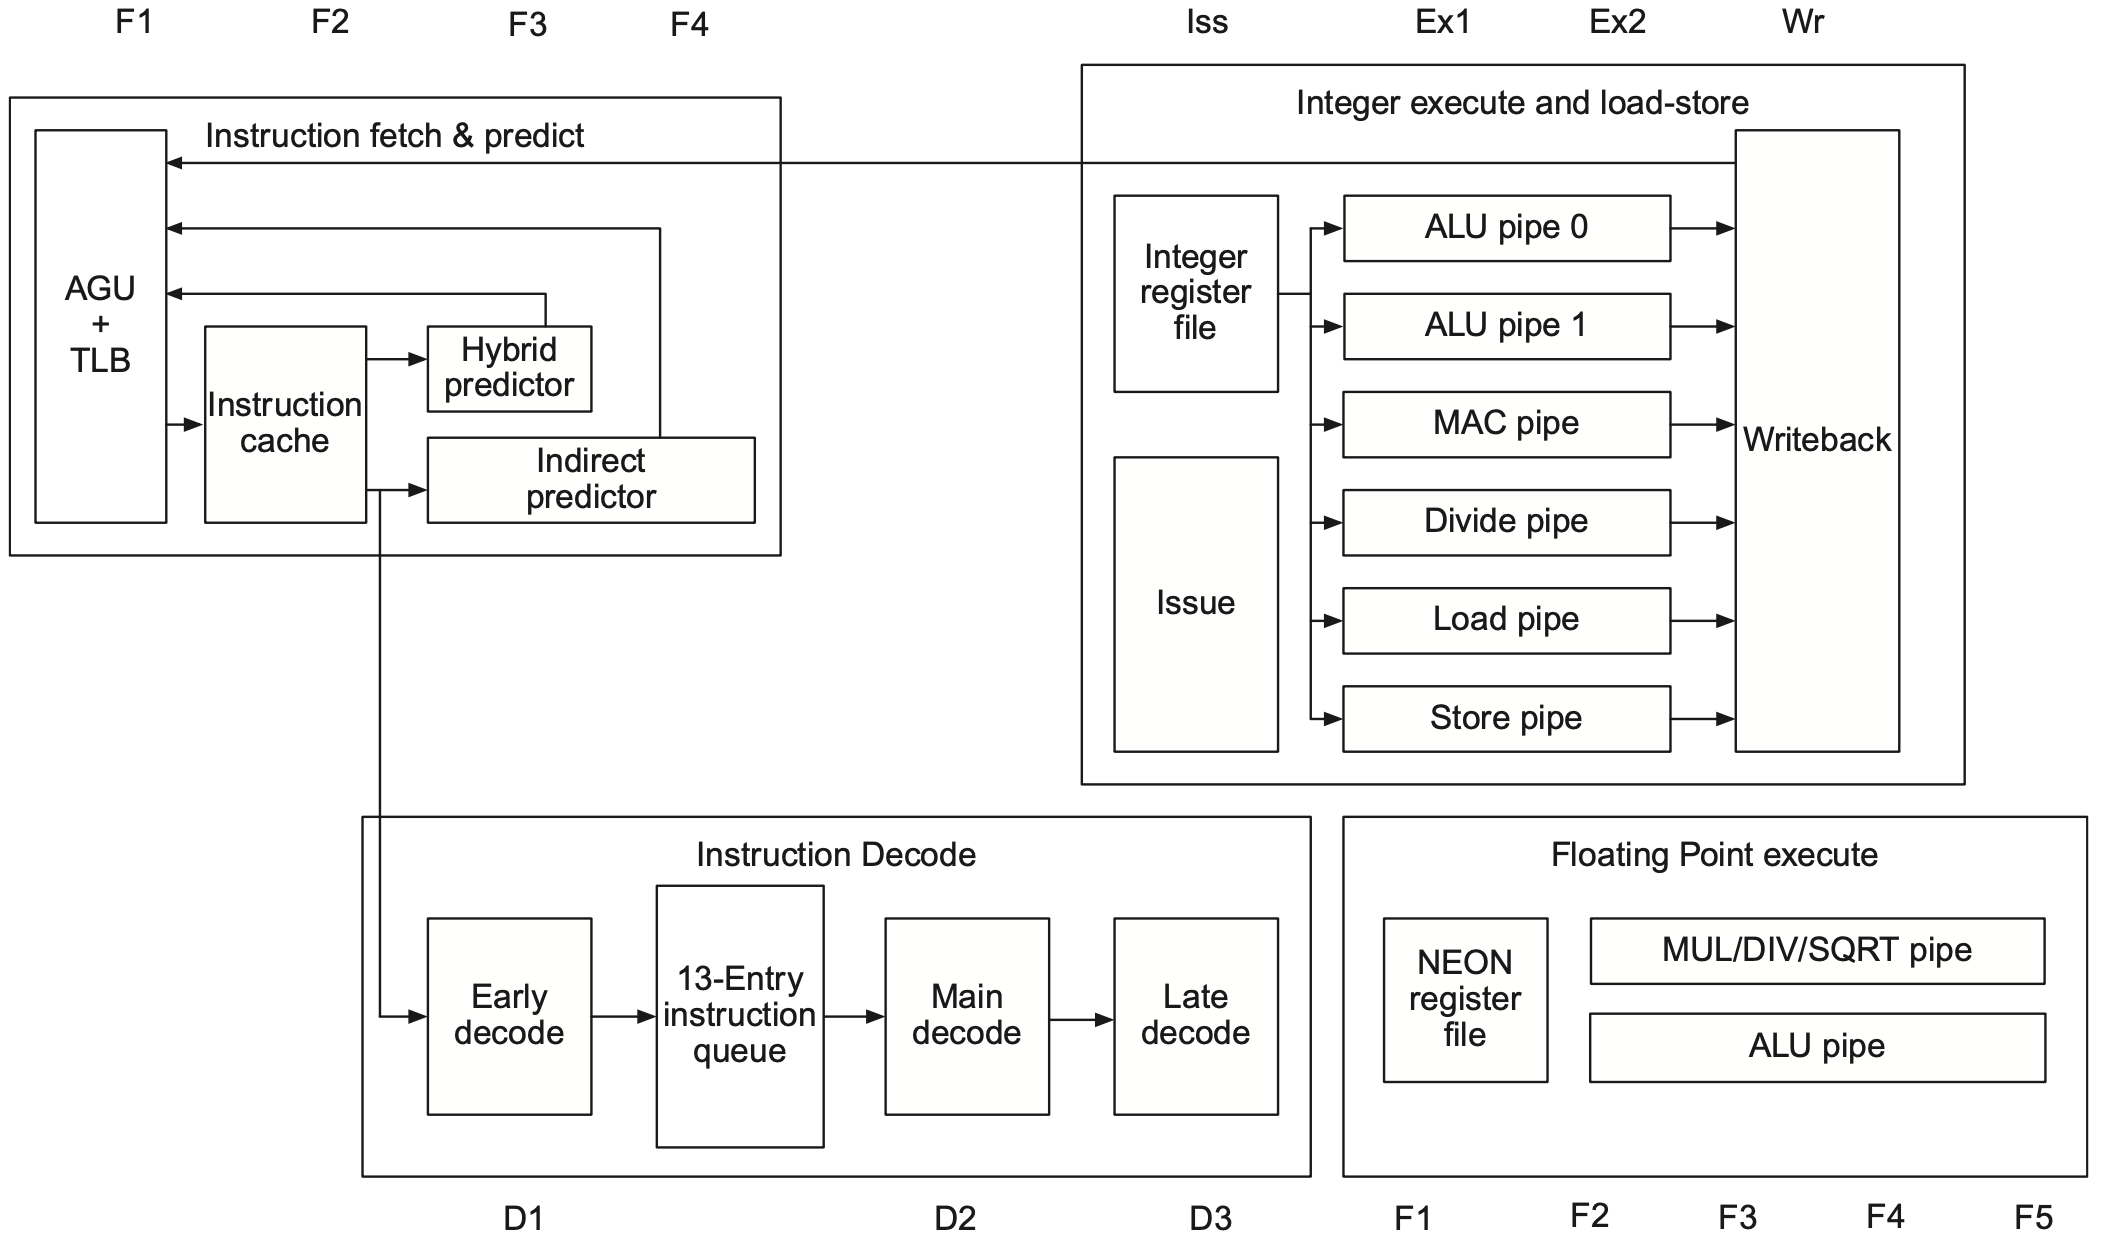 F1 F2 F3 F4
Iss Ex1 Ex2 Wr
Instruction fetch & predict
AGU
+
TLB
Instruction
cache
Hybrid
predictor
Indirect
predictor
Integer execute and load-store
Integer
register
file
Issue
ALU pipe 0
ALU pipe 1
MAC pipe
Divide pipe
Load pipe
Store pipe
Writeback
Instruction Decode
Early
decode
13-Entry
instruction
queue
Main
decode
Late
decode
Floating Point execute
NEON
register
file
MUL/DIV/SQRT pipe
ALU pipe
D1 D2 D3
F1 F2 F3 F4 F5